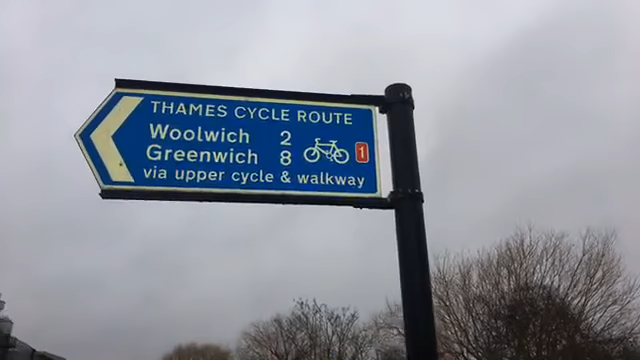 THAMES CYCLE ROUTE
Woolwich 2
Greenwich 8 1
via upper cycle & walkway